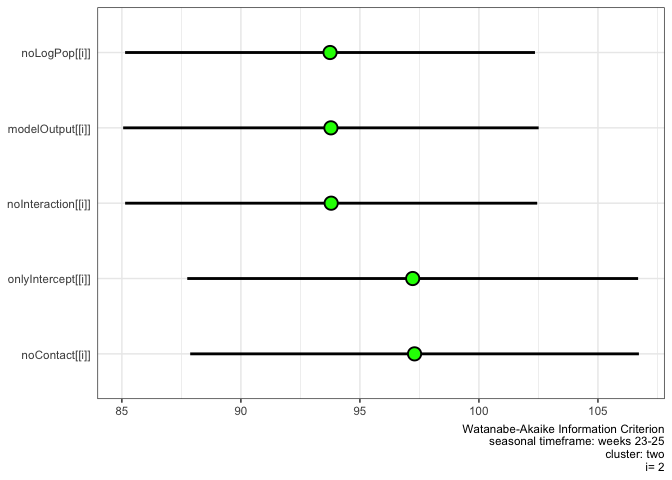 noLogPop[[i]]
modelOutput[[i]]
noInteraction[[i]]
onlyIntercept[[i]]
noContact[[i]]
85 90 95 100 105
Watanabe-Akaike Information Criterion
seasonal timeframe: weeks 23-25
cluster: two
i= 2